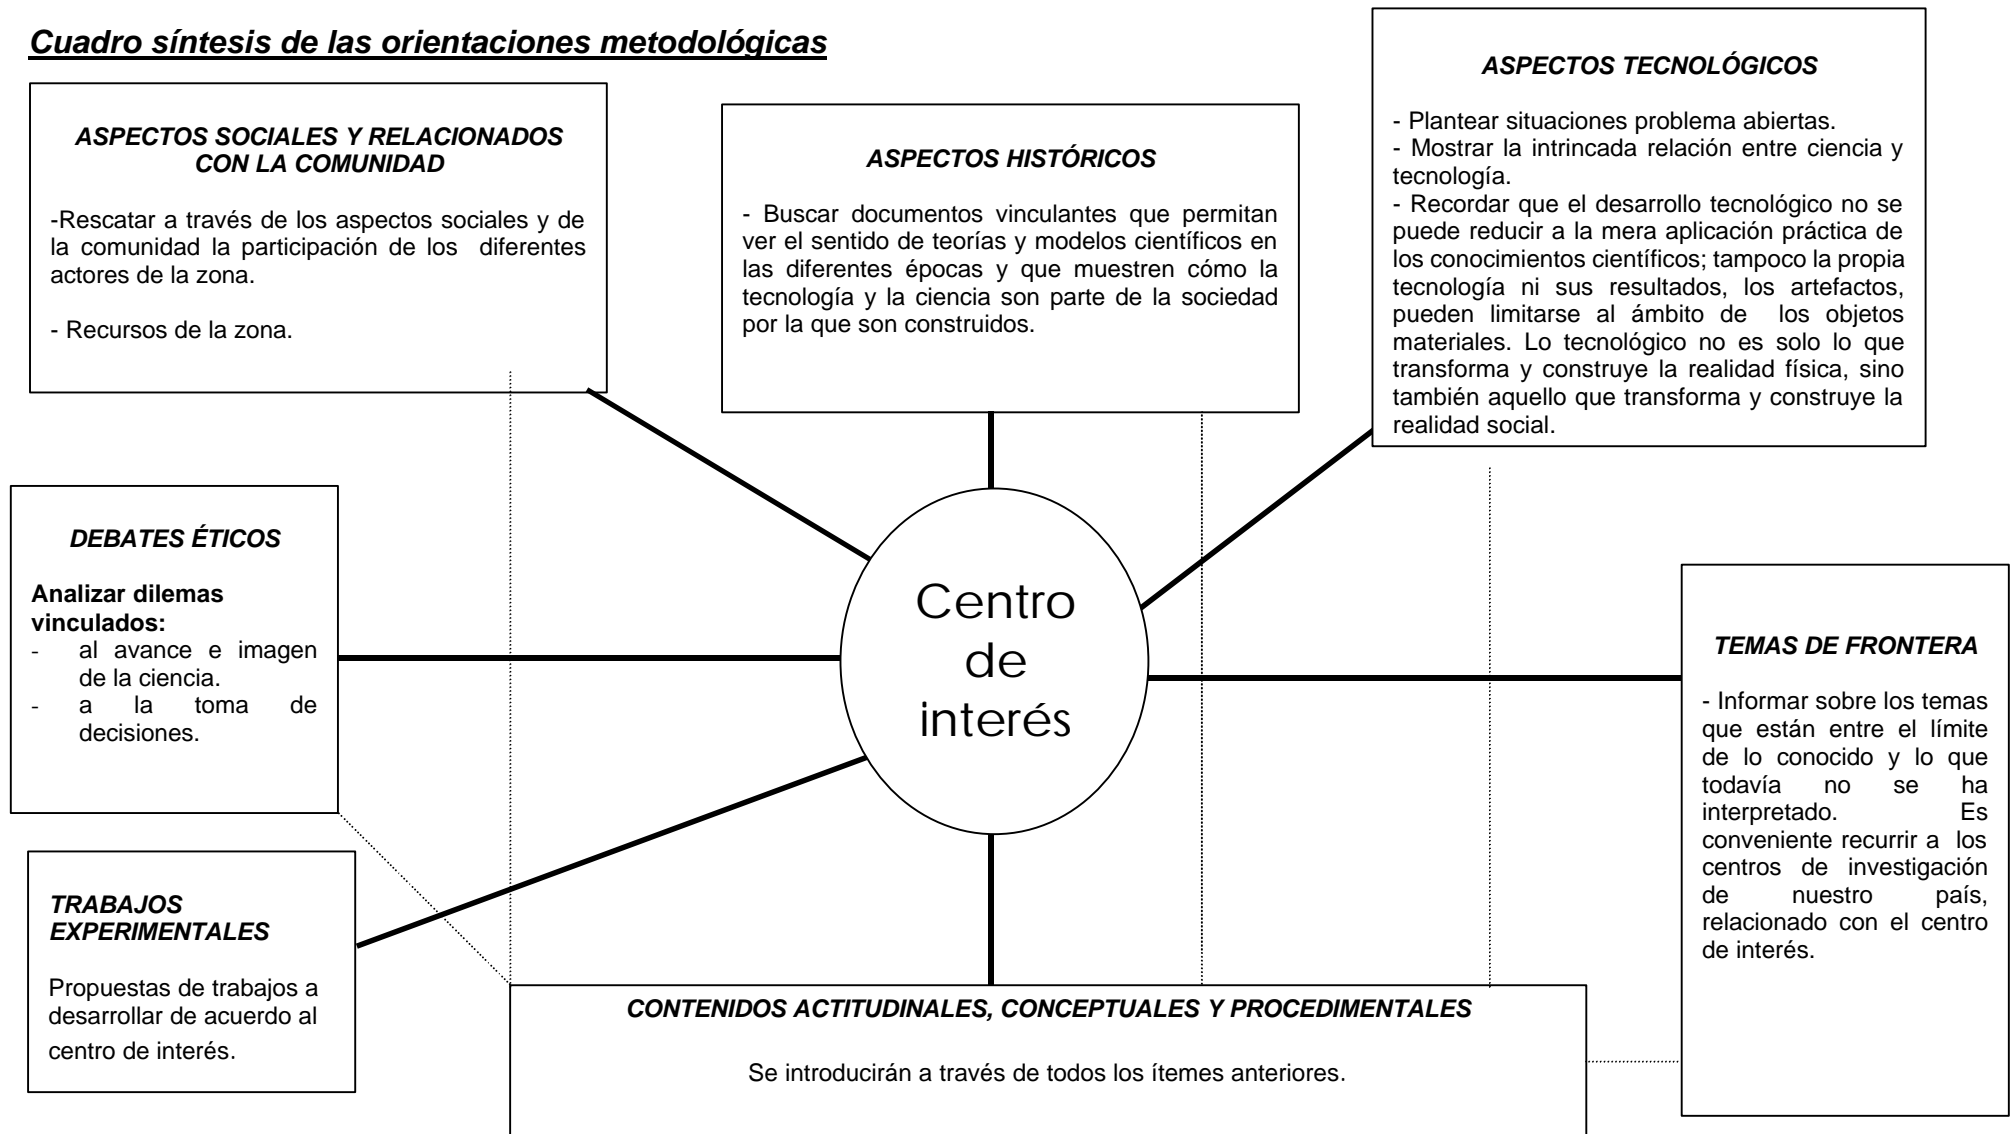 Cuadro síntesis de las orientaciones metodológicas
ASPECTOS SOCIALES Y RELACIONADOS
CON LA COMUNIDAD
-Rescatar a través de los aspectos sociales y de
la comunidad la participación de los diferentes
actores de la zona.
- Recursos de la zona.
ASPECTOS HISTÓRICOS
- Buscar documentos vinculantes que permitan
ver el sentido de teorías y modelos científicos en
las diferentes épocas y que muestren cómo la
tecnología y la ciencia son parte de la sociedad
por la que son construidos.
ASPECTOS TECNOLÓGICOS
- Plantear situaciones problema abiertas.
- Mostrar la intrincada relación entre ciencia y
tecnología.
- Recordar que el desarrollo tecnológico no se
puede reducir a la mera aplicación práctica de
los conocimientos científicos; tampoco la propia
tecnología ni sus resultados, los artefactos,
pueden limitarse al ámbito de los objetos
materiales. Lo tecnológico no es solo lo que
transforma y construye la realidad física, sino
también aquello que transforma y construye la
realidad social.
DEBATES ÉTICOS
Analizar dilemas
vinculados:
- al avance e imagen
de la ciencia.
- a la toma de
decisiones.
Centro
de
interés
TEMAS DE FRONTERA
- Informar sobre los temas
que están entre el límite
de lo conocido y lo que
todavía no se ha
interpretado. Es
conveniente recurrir a los
centros de investigación
de nuestro país,
relacionado con el centro
de interés.
TRABAJOS
EXPERIMENTALES
Propuestas de trabajos a
desarrollar de acuerdo al
centro de interés.
CONTENIDOS ACTITUDINALES, CONCEPTUALES Y PROCEDIMENTALES
Se introducirán a través de todos los ítemes anteriores.